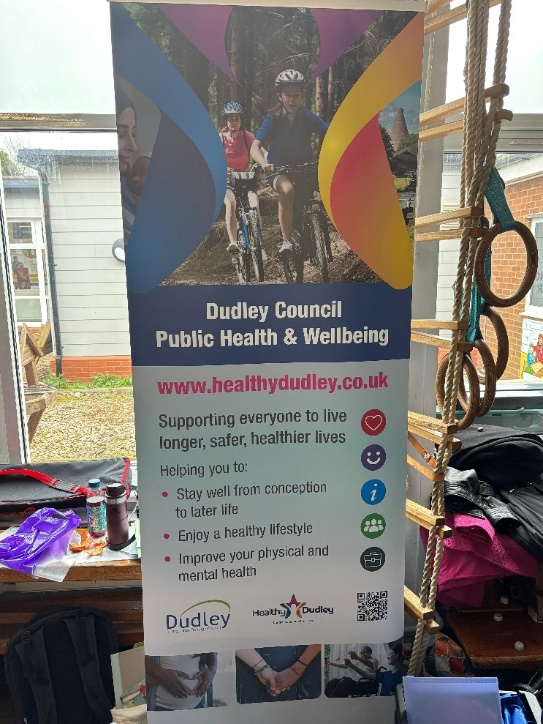 Dudley Council
Public Health & Wellbeing
www.healthydudley.co.uk
Supporting everyone to live
longer, safer, healthier lives
Helping you to:
• Stay well from conception
to later life
• Enjoy a healthy lifestyle
• Improve your physical and
mental health
Dudley
Healthy Dudley